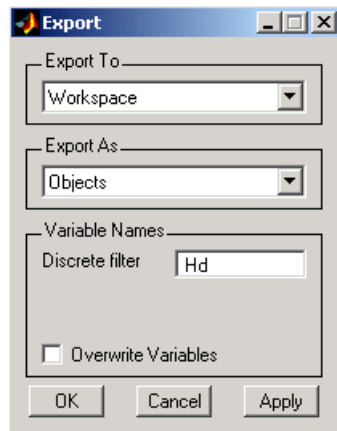 Export
Export To
Workspace
Export As
Objects
Variable Names
Discrete filter Hd
Overwrite Variables
OK Cancel Apply